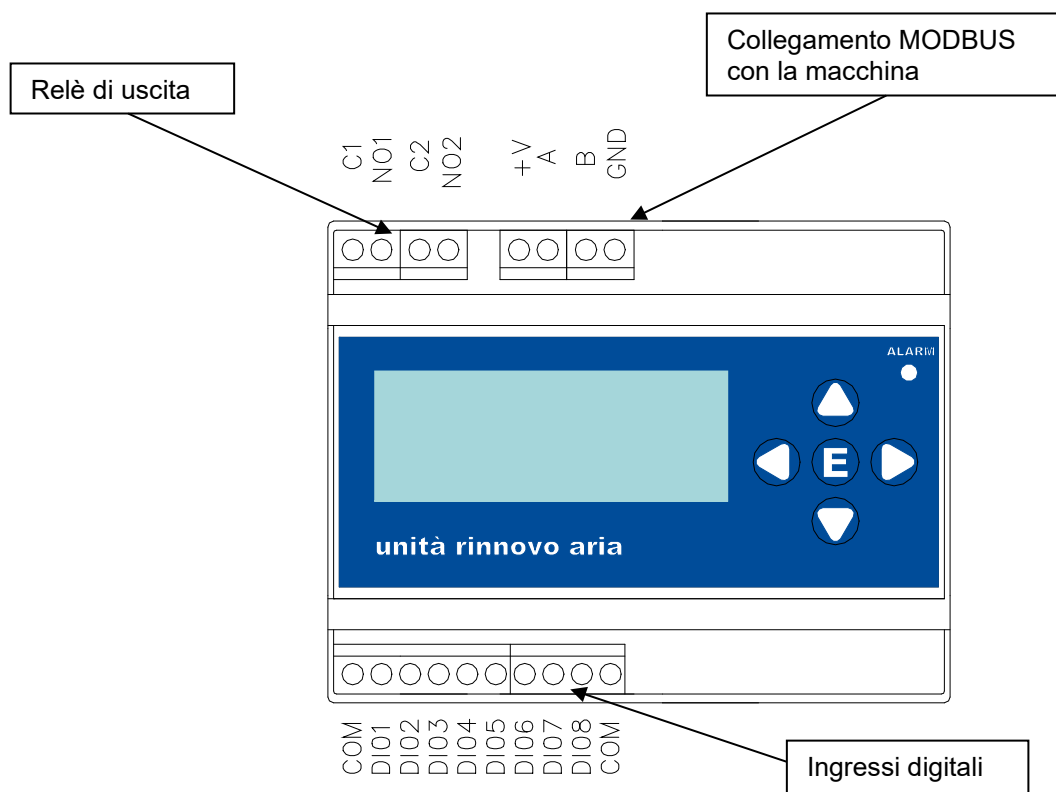 Collegamento MODBUS
con la macchina
Relè di uscita
C1
NO1
C2
NO2
+V
A
B
GND
ALARM
E
unità rinnovo aria
COM
DI01
DI02
DI03
DI04
DI05
DI06
DI07
DI08
COM
Ingressi digitali